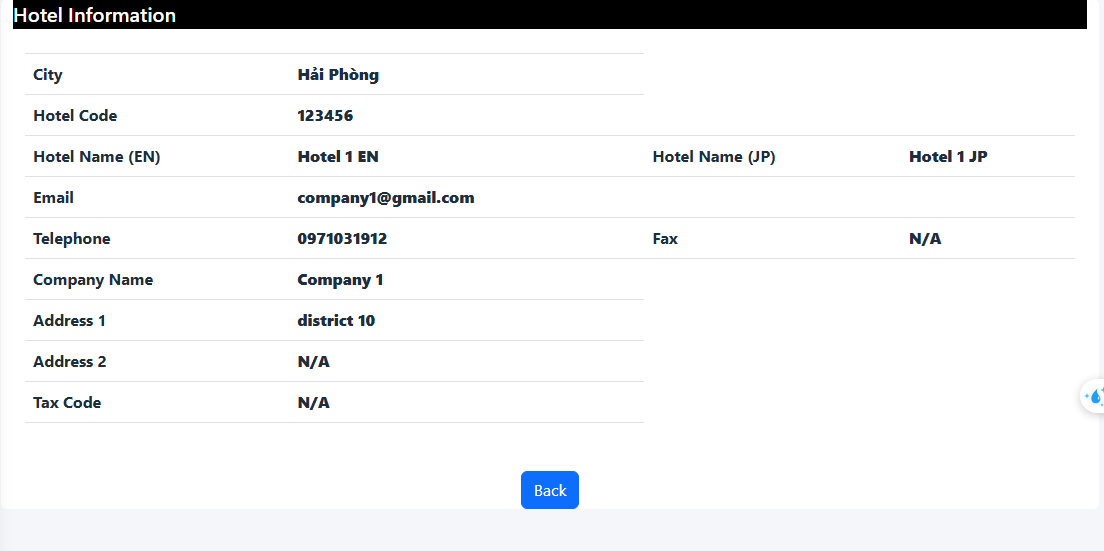 Hotel Information
City Hải Phòng
Hotel Code 123456
Hotel Name (EN) Hotel 1 EN Hotel Name (JP) Hotel 1 JP
Email company1@gmail.com
Telephone 0971031912 Fax N/A
Company Name Company 1
Address 1 district 10
Address 2 N/A
Tax Code N/A
Back